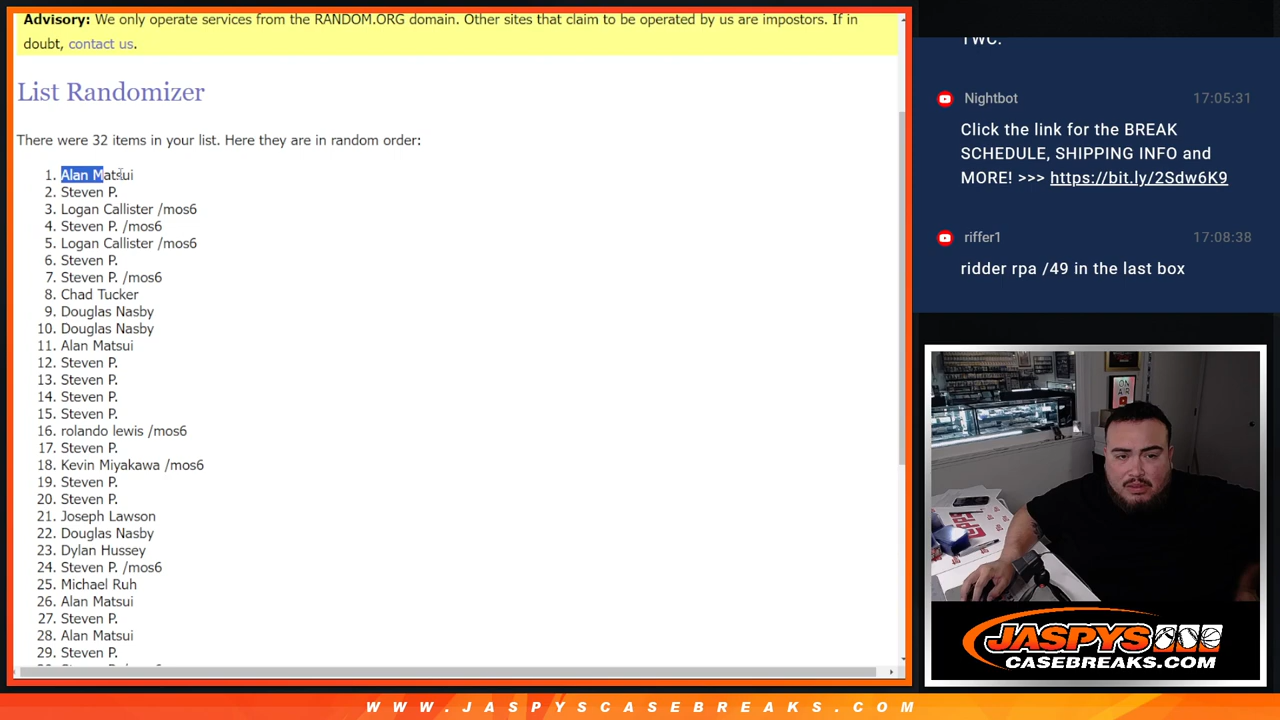 Advisory: We only operate services from the RANDOM.ORG domain. Other sites that claim to be operated by us are impostors. If in
doubt, contact us.
List Randomizer
There were 32 items in your list. Here they are in random order:
1. Alan Matsui
2. Steven P.
3. Logan Callister /mos6
4. Steven P. /mos6
5. Logan Callister /mos6
6. Steven P.
7. Steven P. /mos6
8. Chad Tucker
9. Douglas Nasby
10. Douglas Nasby
11. Alan Matsui
12. Steven P.
13. Steven P.
14. Steven P.
15. Steven P.
16. rolando lewis /mos6
17. Steven P.
18. Kevin Miyakawa /mos6
19. Steven P.
20. Steven P.
21. Joseph Lawson
22. Douglas Nasby
23. Dylan Hussey
24. Steven P. /mos6
25. Michael Ruh
26. Alan Matsui
27. Steven P.
28. Alan Matsui
29. Steven P.
TWC.
Nightbot 17:05:31
Click the link for the BREAK
SCHEDULE, SHIPPING INFO and
MORE! >>> https://bit.ly/2Sdw6K9
riffer1 17:08:38
ridder rpa /49 in the last box
ON
AIR
JASPYS
CASEBREAKS.COM
WWW.JASPYSCASEBREAKS.COM